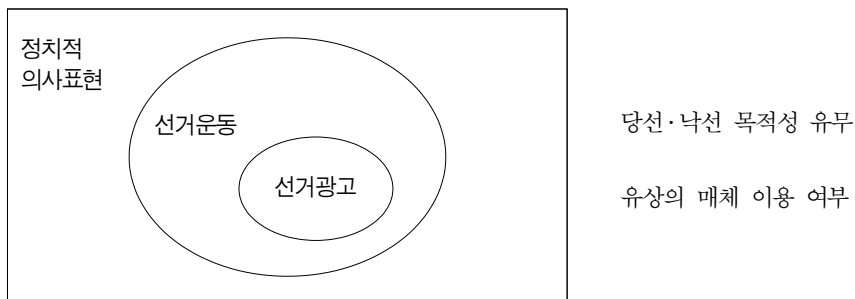 정치적
의사표현
선거운동
선거광고
당선·낙선 목적성 유무
유상의 매체 이용 여부